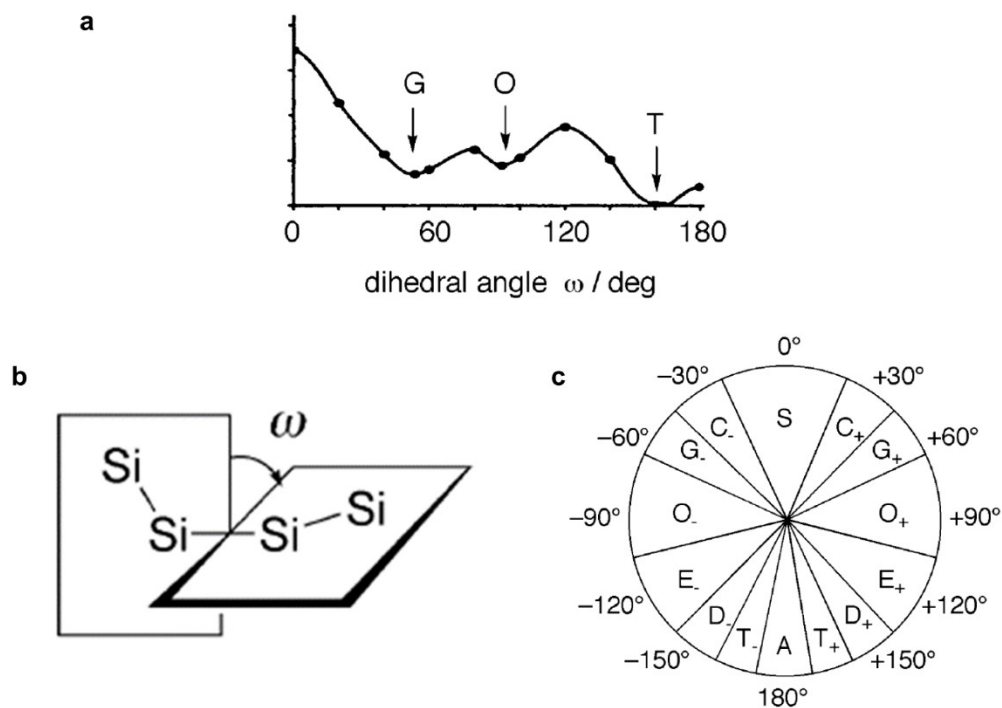 a
G O T
0 60 120 180
dihedral angle ω / deg
b
ω
Si Si Si Si
c
0°
−30° +30°
C- S C+
−60° +60°
G- G+
−90° O- O+ +90°
E- E+
−120° +120°
D- T- A T+ D+
−150° +150°
180°